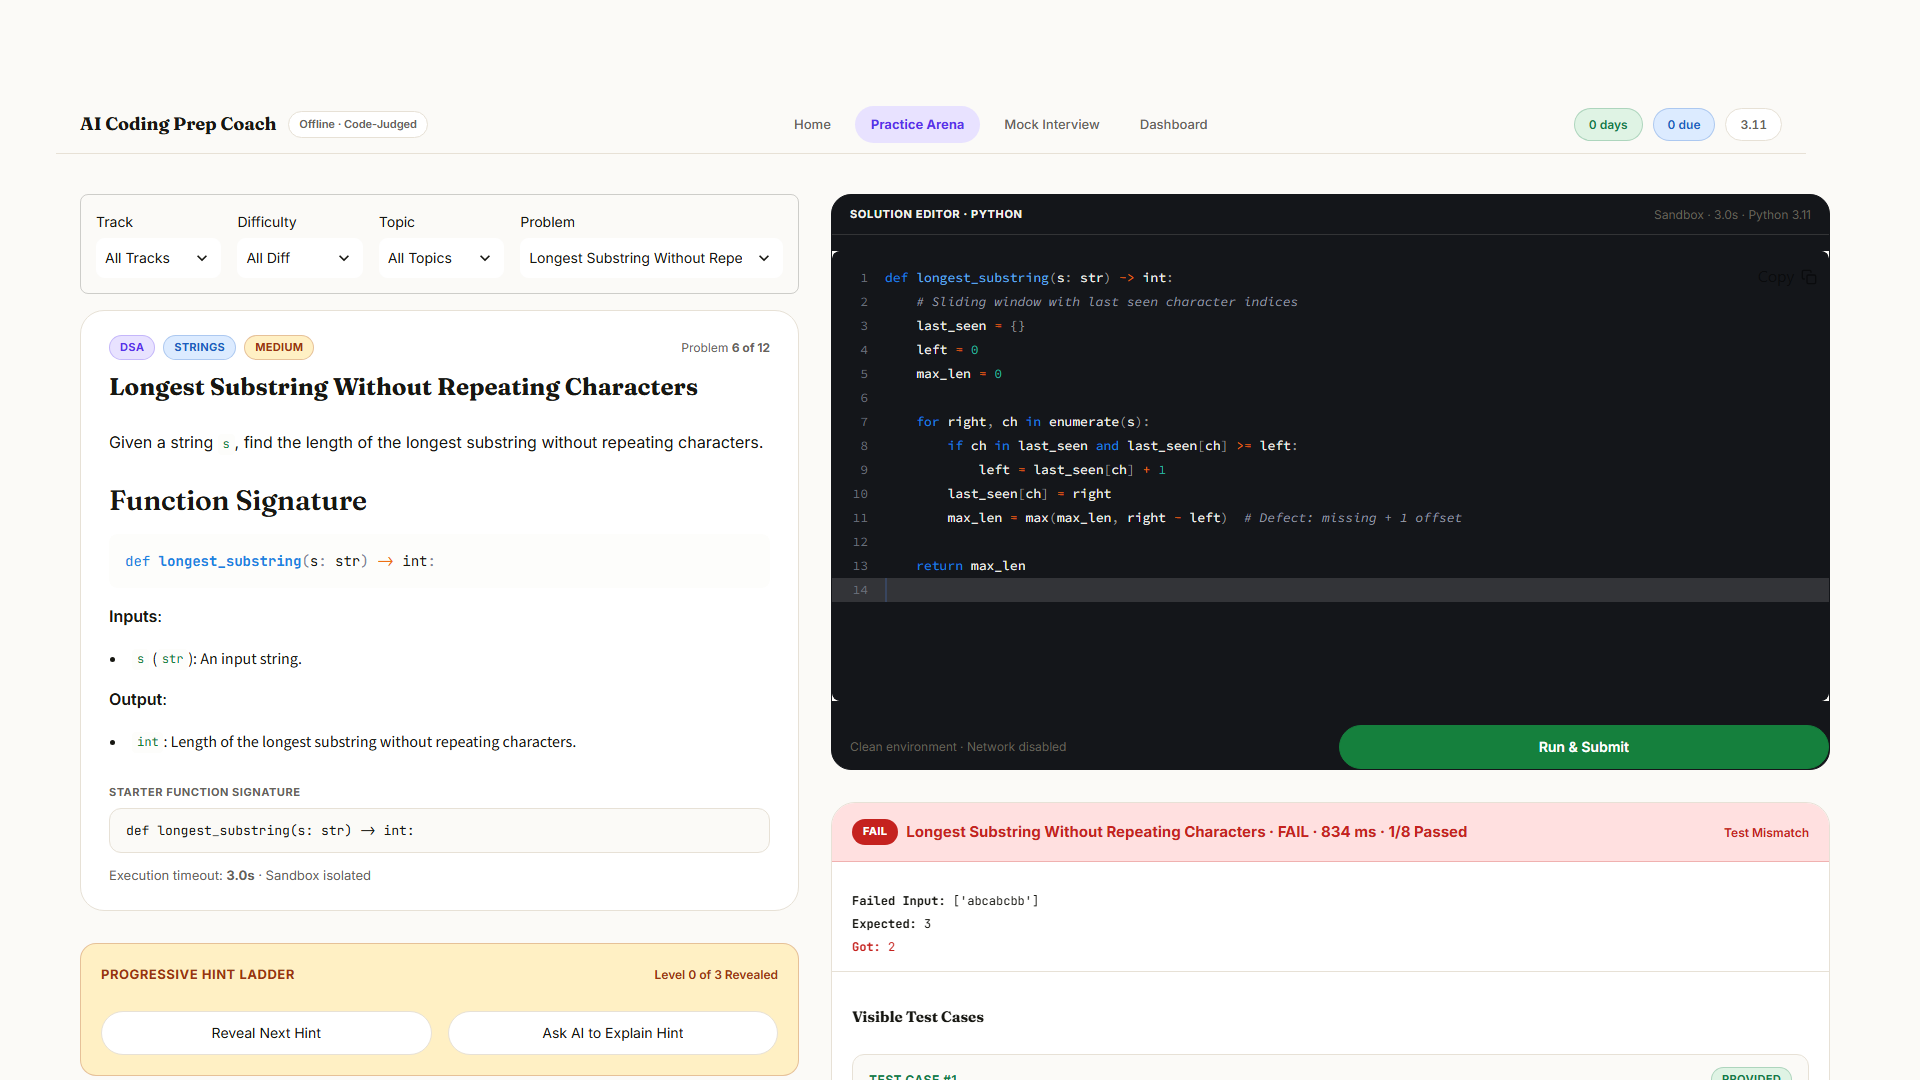 AI Coding Prep Coach
Offline · Code-Judged
Home
Practice Arena
Mock Interview
Dashboard
0 days
0 due
3.11
Track
Difficulty
Topic
Problem
All Tracks
All Diff
All Topics
Longest Substring Without Repe
DSA
STRINGS
MEDIUM
Problem 6 of 12
Longest Substring Without Repeating Characters
Given a string s, find the length of the longest substring without repeating characters.
Function Signature
def longest_substring(s: str) -> int:
Inputs:
• s (str): An input string.
Output:
• int: Length of the longest substring without repeating characters.
STARTER FUNCTION SIGNATURE
def longest_substring(s: str) -> int:
Execution timeout: 3.0s · Sandbox isolated
PROGRESSIVE HINT LADDER
Level 0 of 3 Revealed
Reveal Next Hint
Ask AI to Explain Hint
SOLUTION EDITOR · PYTHON
Sandbox · 3.0s · Python 3.11
Copy
1 def longest_substring(s: str) -> int:
2     # Sliding window with last seen character indices
3     last_seen = {}
4     left = 0
5     max_len = 0
6
7     for right, ch in enumerate(s):
8         if ch in last_seen and last_seen[ch] >= left:
9             left = last_seen[ch] + 1
10         last_seen[ch] = right
11         max_len = max(max_len, right - left)  # Defect: missing + 1 offset
12
13     return max_len
14
Clean environment · Network disabled
Run & Submit
FAIL
Longest Substring Without Repeating Characters · FAIL · 834 ms · 1/8 Passed
Test Mismatch
Failed Input: ['abcabcbb']
Expected: 3
Got: 2
Visible Test Cases
TEST CASE #1
PROVIDED